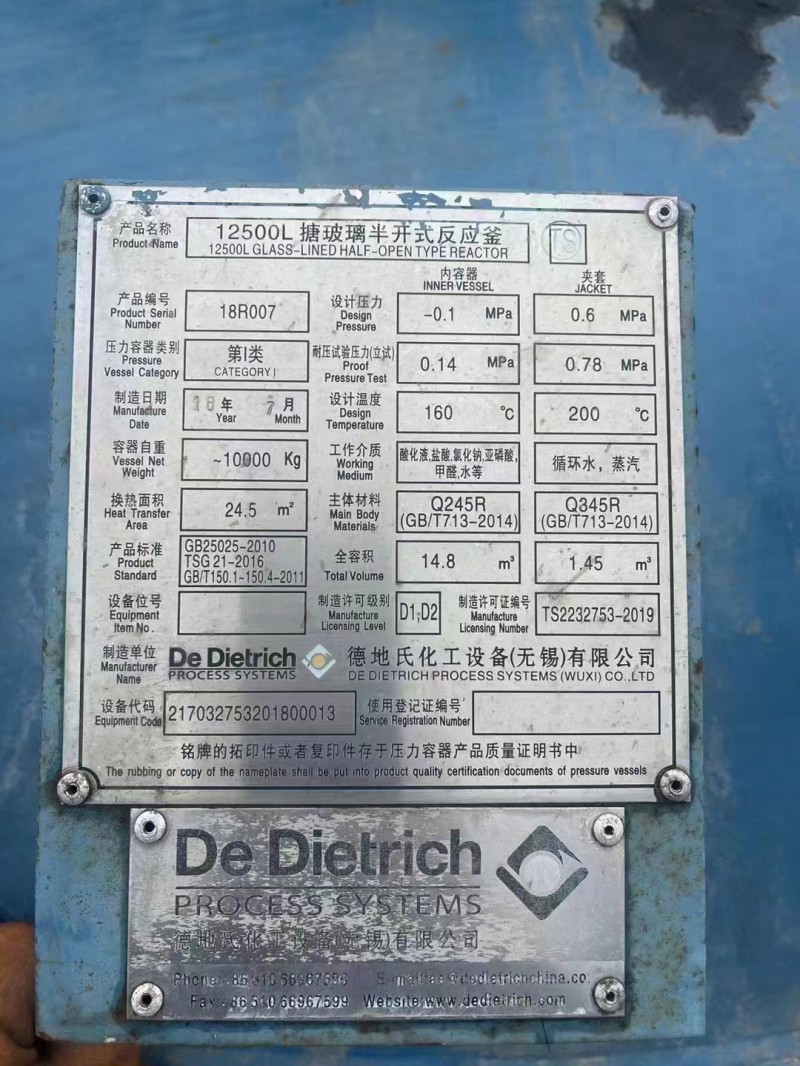 产品名称 12500L 搪玻璃半开式反应釜 TS
Product Name 12500L GLASS-LINED HALF-OPEN TYPE REACTOR
内容器 夹套
INNER VESSEL JACKET
产品编号 18R007 设计压力 -0.1 MPa 0.6 MPa
Product Serial Design
Number Pressure
压力容器类别 第Ⅰ类 耐压试验压力(立试) 0.14 MPa 0.78 MPa
Pressure CATEGORY I Proof
Vessel Category Pressure Test
制造日期 18 年 7 月 设计温度 160 ℃ 200 ℃
Manufacture Year Month Design
Date Temperature
容器自重 ~10000 Kg 工作介质 酸化液,盐酸,氯化钠,亚磷酸, 循环水，蒸汽
Vessel Net Working 甲醛,水等
Weight Medium
换热面积 24.5 m² 主体材料 Q245R Q345R
Heat Transfer Main Body (GB/T713-2014) (GB/T713-2014)
Area Materials
产品标准 GB25025-2010 全容积 14.8 m³ 1.45 m³
Product TSG 21-2016
Standard GB/T150.1~150.4-2011 Total Volume
设备位号 制造许可级别 D1,D2 制造许可证编号 TS2232753-2019
Equipment Manufacture Manufacture
Item No. Licensing Level Licensing Number
制造单位 De Dietrich 德地氏化工设备(无锡)有限公司
Manufacturer PROCESS SYSTEMS DE DIETRICH PROCESS SYSTEMS (WUXI) CO.,LTD
Name
设备代码 217032753201800013 使用登记证编号
Equipment Code Service Registration Number
铭牌的拓印件或者复印件存于压力容器产品质量证明书中
The rubbing or copy of the nameplate shall be put into product quality certification documents of pressure vessels
De Dietrich
PROCESS SYSTEMS
德地氏化工设备(无锡)有限公司
Phone:
Fax:+86 510 66967599 Website:www.dedietrich.com